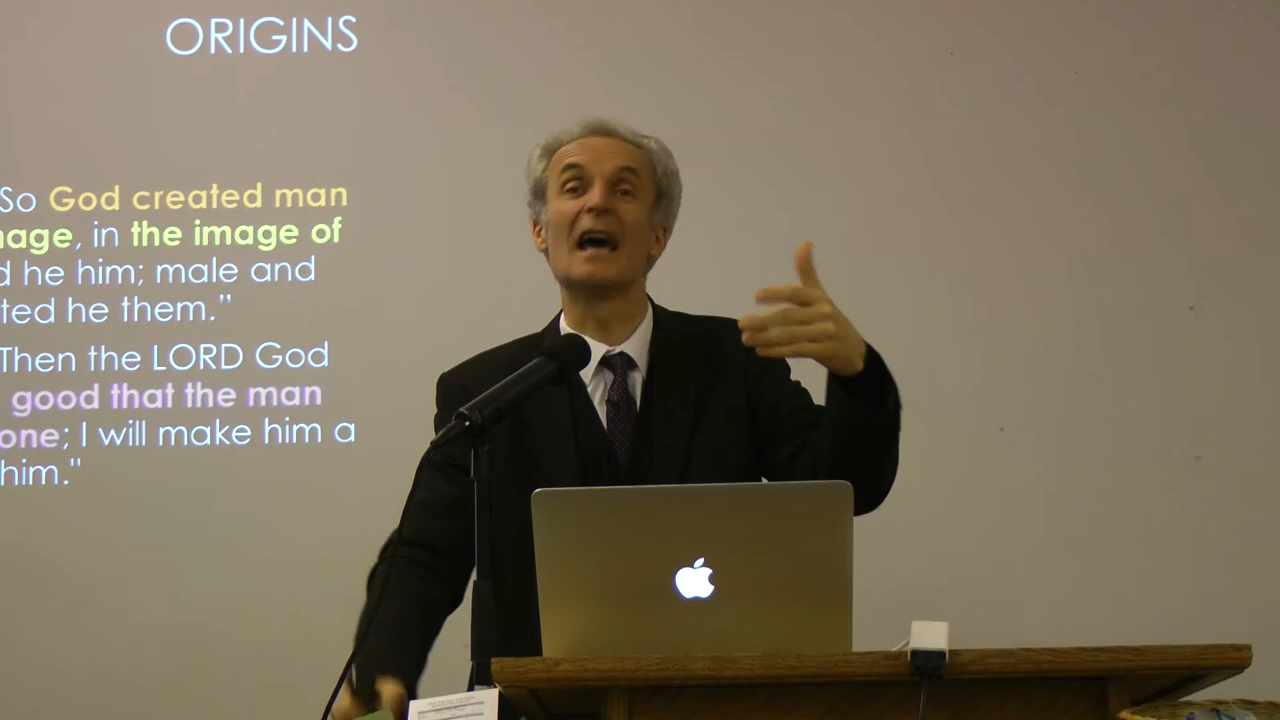 ORIGINS
So God created man
mage, in the image of
d he him; male and
ted he them."
Then the LORD God
good that the man
one; I will make him a
him."